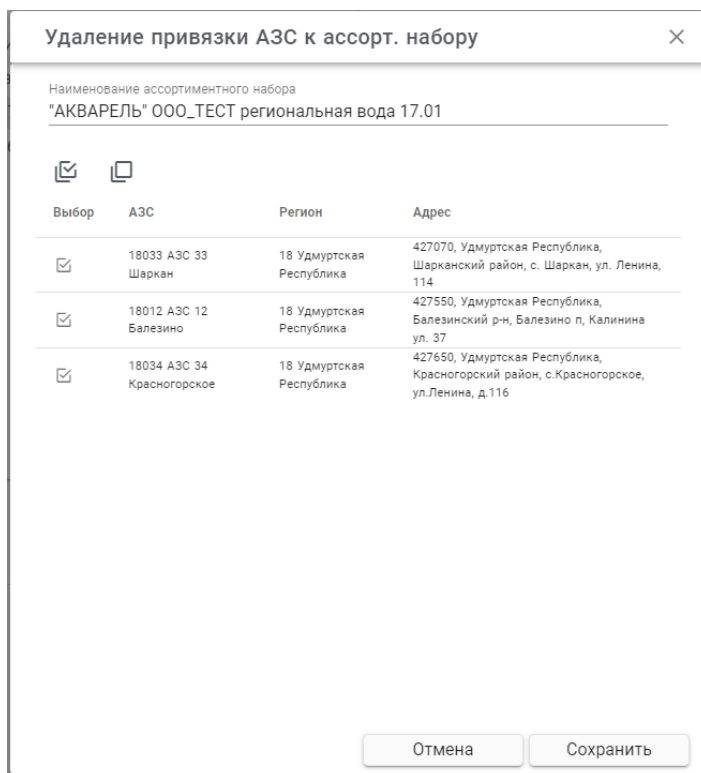 Удаление привязки АЗС к ассорт. набору
Наименование ассортиментного набора
"АКВАРЕЛЬ" ООО_ТЕСТ региональная вода 17.01
Выбор АЗС Регион Адрес
18033 АЗС 33
Шаркан
18 Удмуртская
Республика
427070, Удмуртская Республика,
Шарканский район, с. Шаркан, ул. Ленина,
114
18012 АЗС 12
Балезино
18 Удмуртская
Республика
427550, Удмуртская Республика,
Балезинский р-н, Балезино п, Калинина
ул. 37
18034 АЗС 34
Красногорское
18 Удмуртская
Республика
427650, Удмуртская Республика,
Красногорский район, с.Красногорское,
ул.Ленина, д.116
Отмена Сохранить